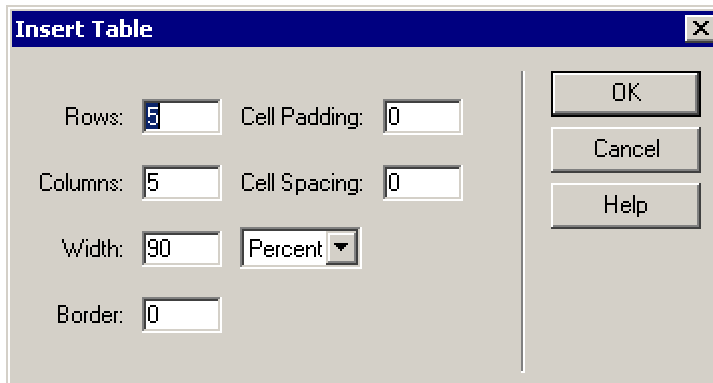 Insert Table
Rows: 5 Cell Padding: 0 OK
Columns: 5 Cell Spacing: 0 Cancel
Help
Width: 90 Percent
Border: 0